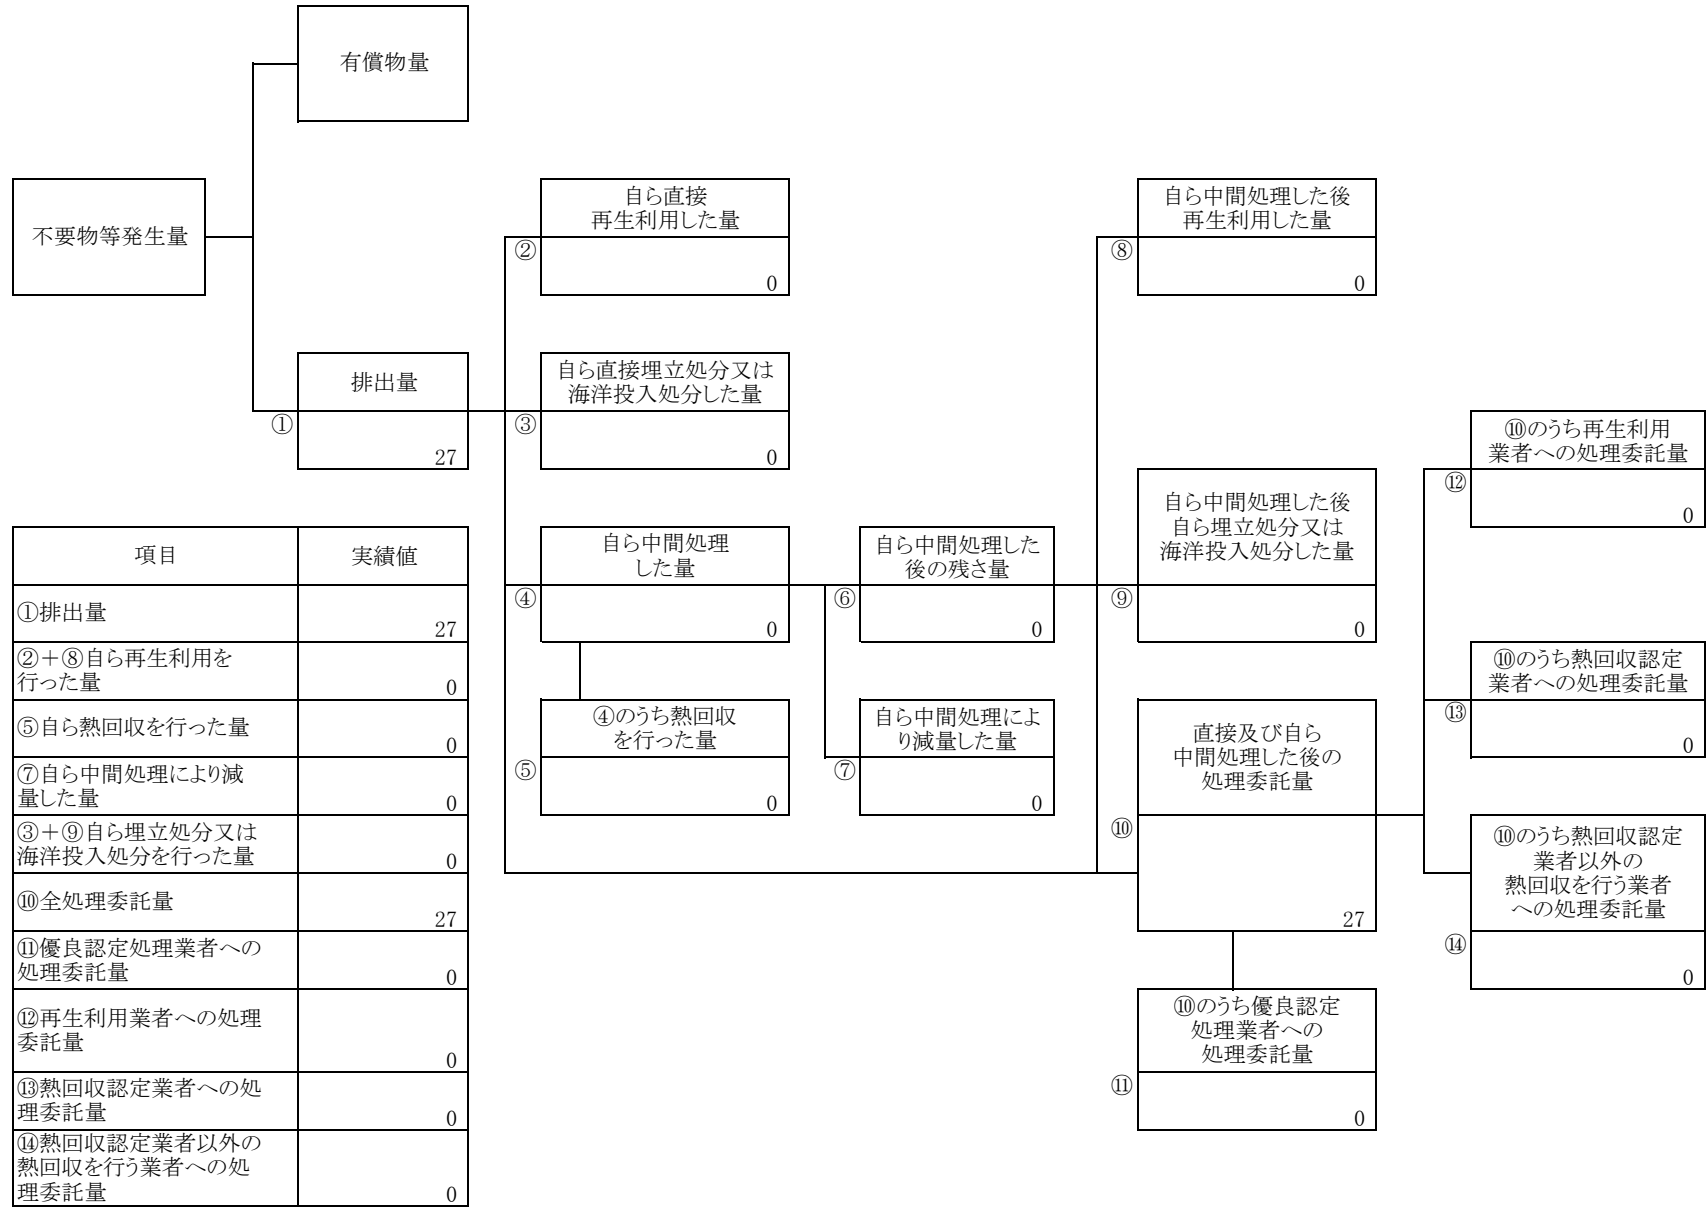 有償物量
不要物等発生量
自ら直接
再生利用した量
②
0
自ら中間処理した後
再生利用した量
⑧
0
排出量
①
27
自ら直接埋立処分又は
海洋投入処分した量
③
0
⑩のうち再生利用
業者への処理委託量
⑫
0
自ら中間処理
した量
④
0
自ら中間処理した
後の残さ量
⑥
0
自ら中間処理した後
自ら埋立処分又は
海洋投入処分した量
⑨
0
⑩のうち熱回収認定
業者への処理委託量
⑬
0
④のうち熱回収
を行った量
⑤
0
自ら中間処理によ
り減量した量
⑦
0
直接及び自ら
中間処理した後の
処理委託量
⑩
27
⑩のうち熱回収認定
業者以外の
熱回収を行う業者
への処理委託量
⑭
0
⑩のうち優良認定
処理業者への
処理委託量
⑪
0
項目 実績値
①排出量
27
②＋⑧自ら再生利用を
行った量
0
⑤自ら熱回収を行った量
0
⑦自ら中間処理により減
量した量
0
③＋⑨自ら埋立処分又は
海洋投入処分を行った量
0
⑩全処理委託量
27
⑪優良認定処理業者への
処理委託量
0
⑫再生利用業者への処理
委託量
0
⑬熱回収認定業者への処
理委託量
0
⑭熱回収認定業者以外の
熱回収を行う業者への処
理委託量
0